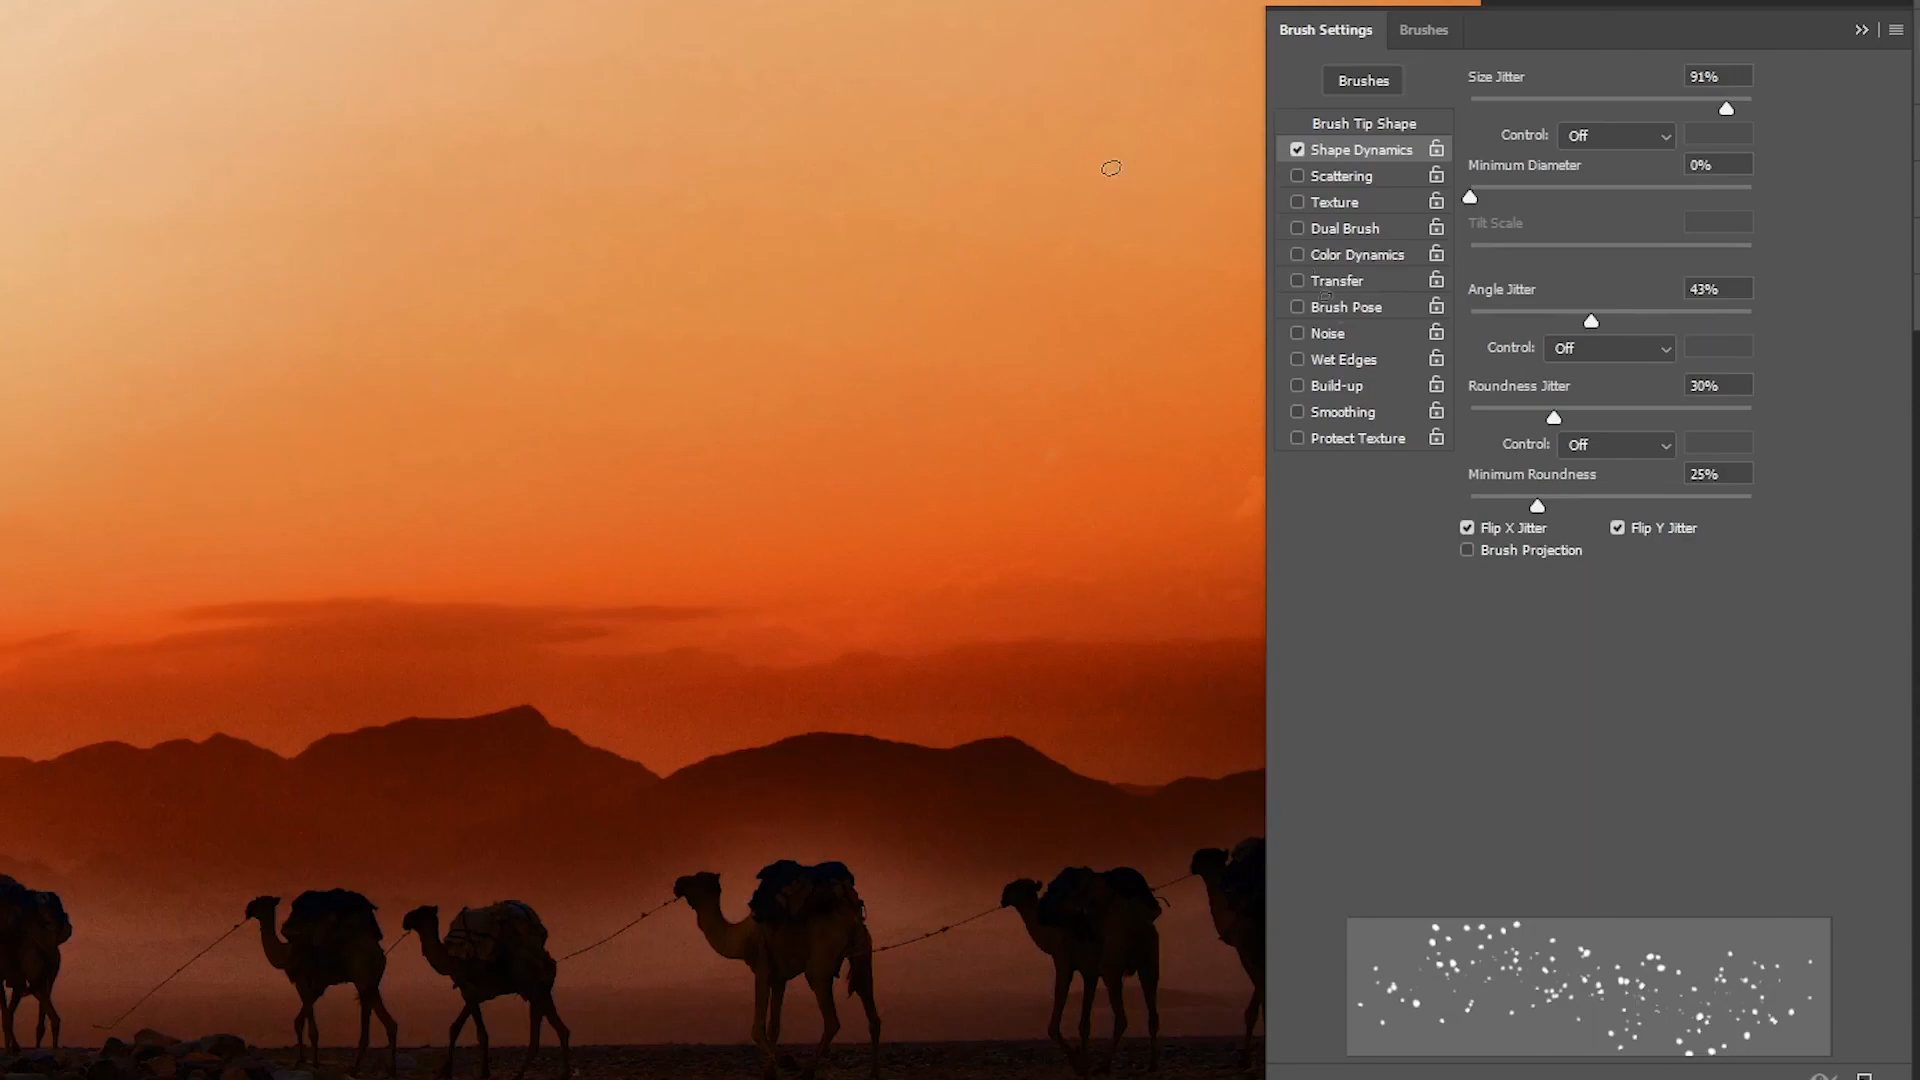 Brush Settings
Brushes
Brushes
Brush Tip Shape
Shape Dynamics
Scattering
Texture
Dual Brush
Color Dynamics
Transfer
Brush Pose
Noise
Wet Edges
Build-up
Smoothing
Protect Texture
Size Jitter 91%
Control: Off
Minimum Diameter 0%
Tilt Scale
Angle Jitter 43%
Control: Off
Roundness Jitter 30%
Control: Off
Minimum Roundness 25%
Flip X Jitter Flip Y Jitter
Brush Projection